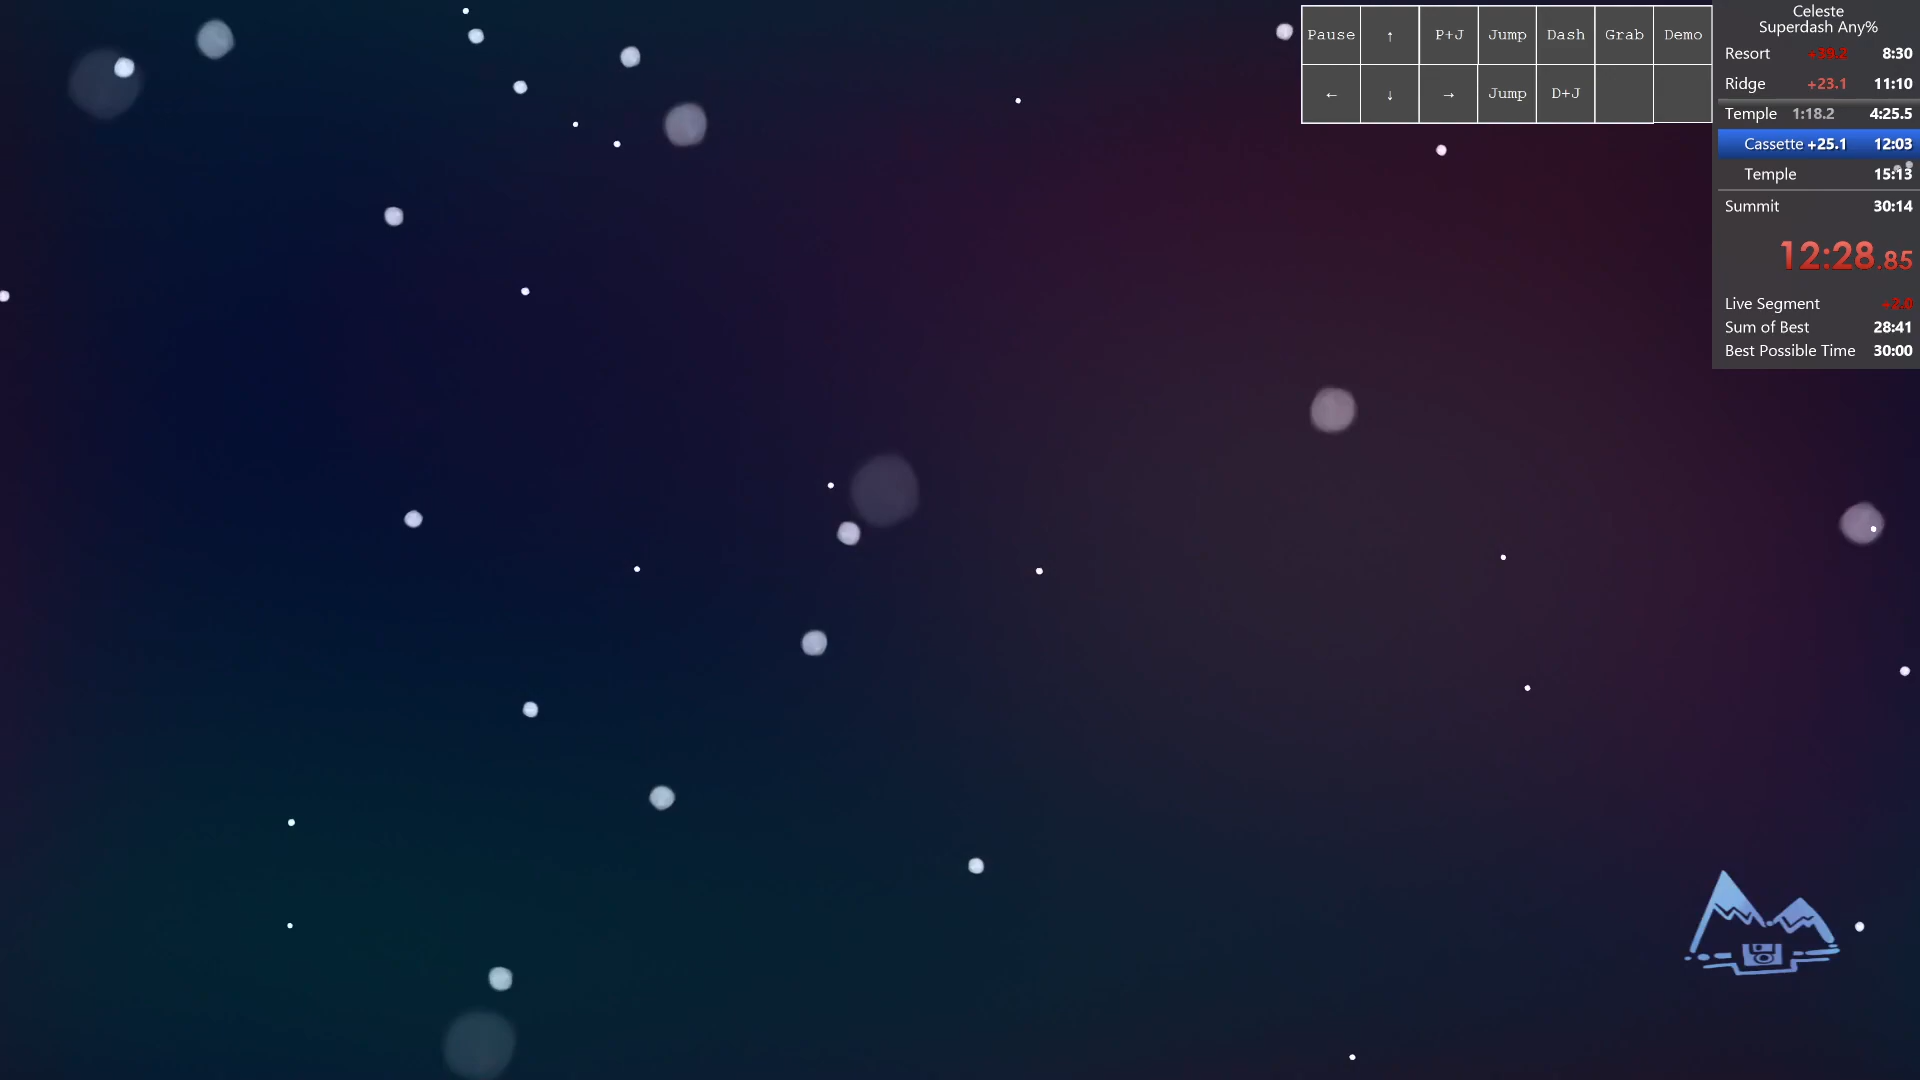 Pause ↑ P+J Jump Dash Grab Demo
← ↓ → Jump D+J
Celeste
Superdash Any%
Resort +39.2 8:30
Ridge +23.1 11:10
Temple 1:18.2 4:25.5
Cassette +25.1 12:03
Temple 15:13
Summit 30:14
12:28.85
Live Segment +2.0
Sum of Best 28:41
Best Possible Time 30:00